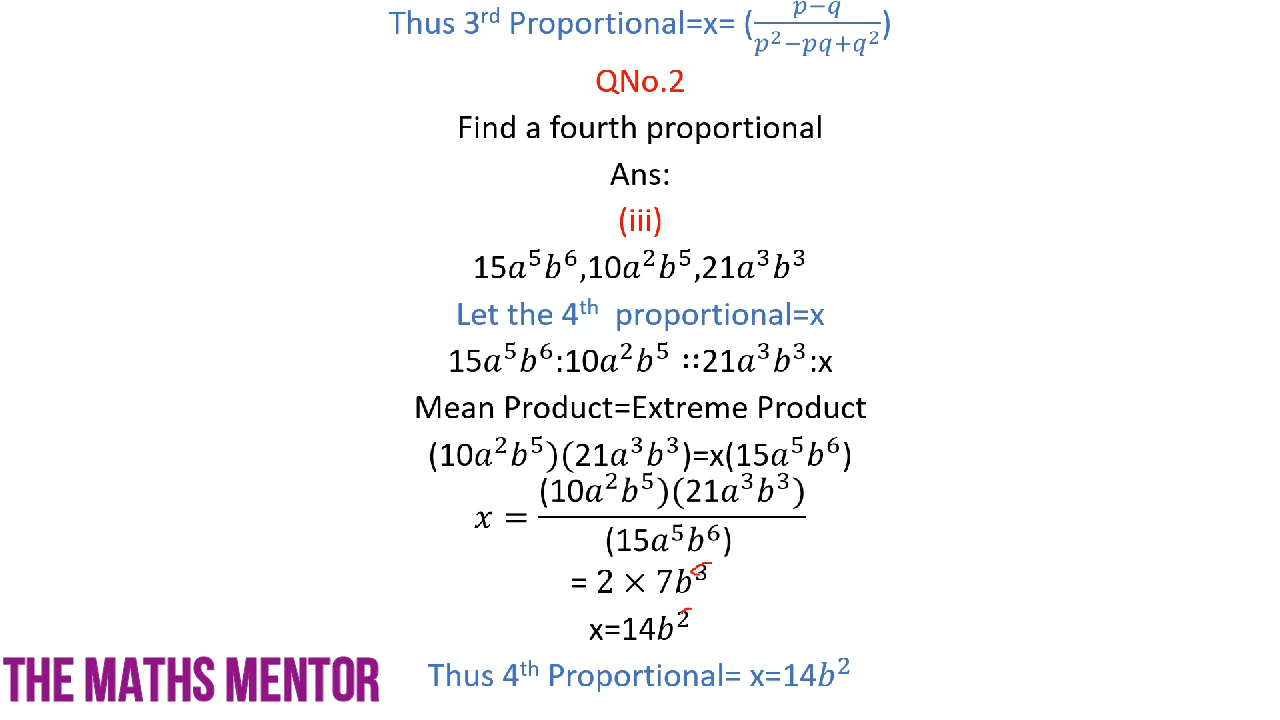 Thus 3rd Proportional=x= (p−q/p²−pq+q²)
QNo.2
Find a fourth proportional
Ans:
(iii)
15a⁵b⁶,10a²b⁵,21a³b³
Let the 4th proportional=x
15a⁵b⁶:10a²b⁵ ∷21a³b³:x
Mean Product=Extreme Product
(10a²b⁵)(21a³b³)=x(15a⁵b⁶)
x = (10a²b⁵)(21a³b³)/(15a⁵b⁶)
= 2 × 7b³
x=14b²
Thus 4th Proportional= x=14b²
THE MATHS MENTOR